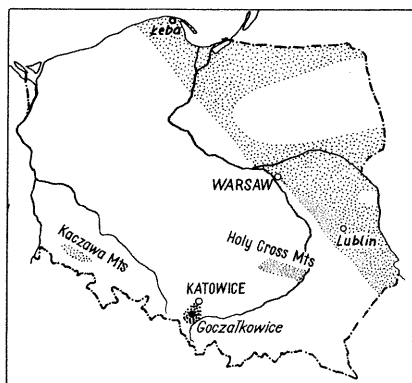 Łeba
WARSAW
Lublin
Holy Cross Mts
Kaczawa Mts
KATOWICE
Goczałkowice